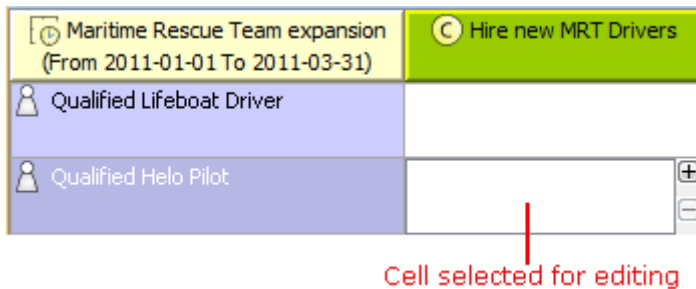 Maritime Rescue Team expansion
(From 2011-01-01 To 2011-03-31)
C Hire new MRT Drivers
Qualified Lifeboat Driver
Qualified Helo Pilot
Cell selected for editing